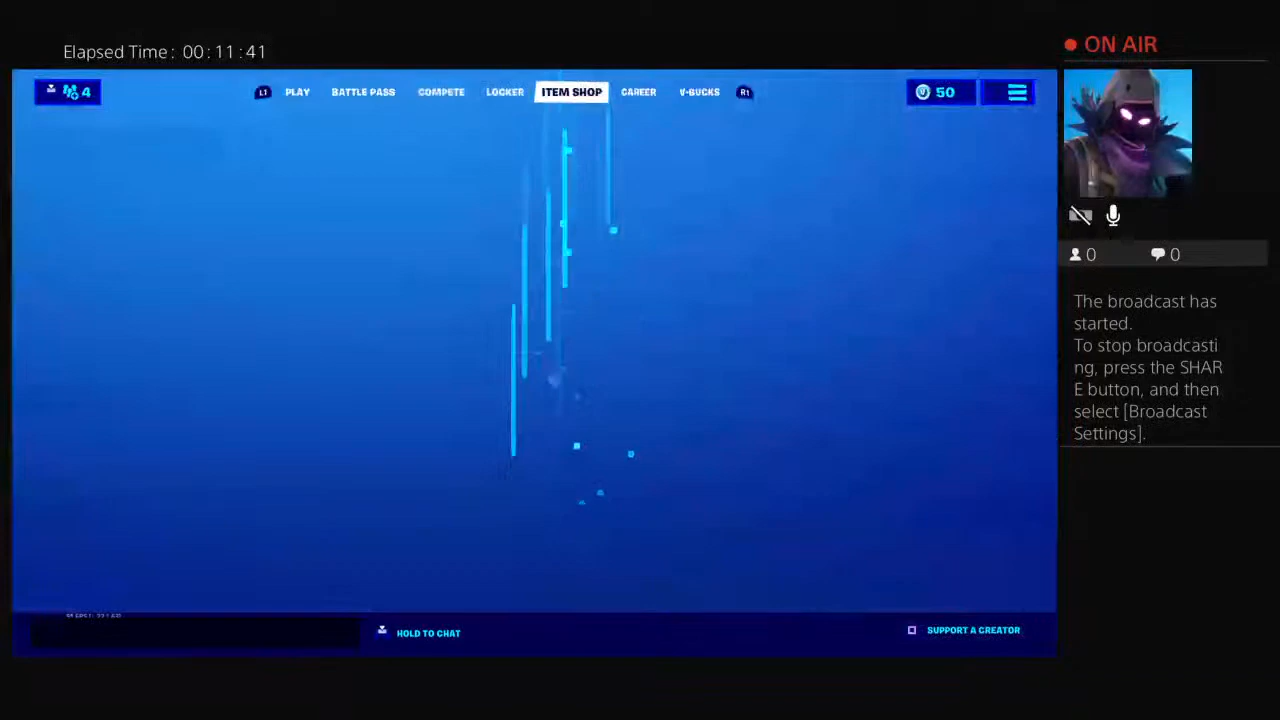 Elapsed Time: 00:11:41
ON AIR
4
L1 PLAY BATTLE PASS COMPETE LOCKER ITEM SHOP CAREER V-BUCKS R1
50
0 0
The broadcast has
started.
To stop broadcasti
ng, press the SHAR
E button, and then
select [Broadcast
Settings].
HOLD TO CHAT
SUPPORT A CREATOR